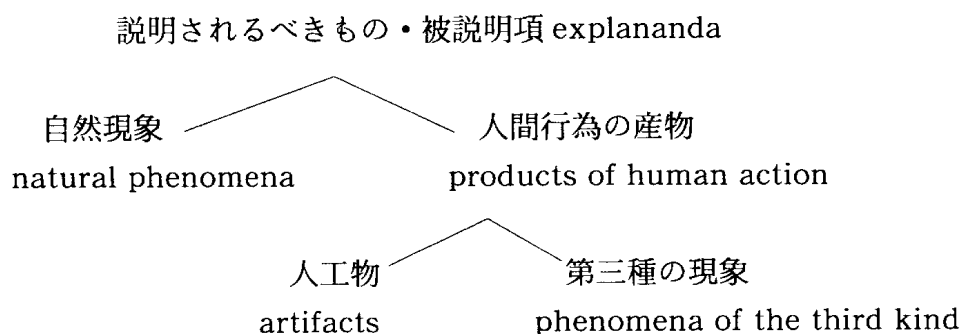 説明されるべきもの・被説明項 explananda
自然現象 人間行為の産物
natural phenomena products of human action
人工物 第三種の現象
artifacts phenomena of the third kind